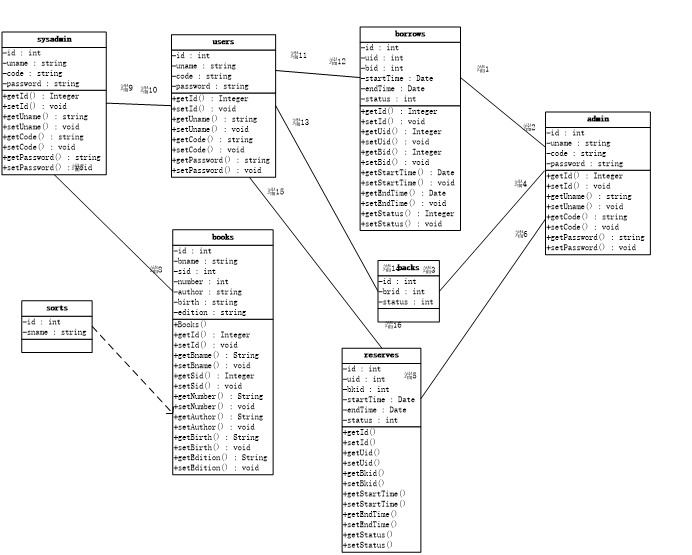 sysadmin
-id : int
-uname : string
-code : string
-password : string
+getId() : Integer
+setId() : void
+getUname() : string
+setUname() : void
+getCode() : string
+setCode() : void
+getPassword() : string
+setPassword() : void
端9
端10
users
-id : int
-uname : string
-code : string
-password : string
+getId() : Integer
+setId() : void
+getUname() : string
+setUname() : void
+getCode() : string
+setCode() : void
+getPassword() : string
+setPassword() : void
端11
端12
端13
端15
borrows
-id : int
-uid : int
-bid : int
-startTime : Date
-endTime : Date
-status : int
+getId() : Integer
+setId() : void
+getUid() : Integer
+setUid() : void
+getBid() : Integer
+setBid() : void
+getStartTime() : Date
+setStartTime() : void
+getEndTime() : Date
+setEndTime() : void
+getStatus() : Integer
+setStatus() : void
端1
端2
端4
端6
admin
-id : int
-uname : string
-code : string
-password : string
+getId() : Integer
+setId() : void
+getUname() : string
+setUname() : void
+getCode() : string
+setCode() : void
+getPassword() : string
+setPassword() : void
books
-id : int
-bname : string
-sid : int
-number : int
-author : string
-birth : string
-edition : string
+Books()
+getId() : Integer
+setId() : void
+getBname() : String
+setBname() : void
+getSid() : Integer
+setSid() : void
+getNumber() : String
+setNumber() : void
+getAuthor() : String
+setAuthor() : void
+getBirth() : String
+setBirth() : void
+getEdition() : String
+setEdition() : void
sorts
-id : int
-sname : string
端14
backs
端3
-id : int
-brid : int
-status : int
端16
reserves
-id : int
-uid : int
端5
-bkid : int
-startTime : Date
-endTime : Date
-status : int
+getId()
+setId()
+getUid()
+setUid()
+getBkid()
+setBkid()
+getStartTime()
+setStartTime()
+getEndTime()
+setEndTime()
+getStatus()
+setStatus()